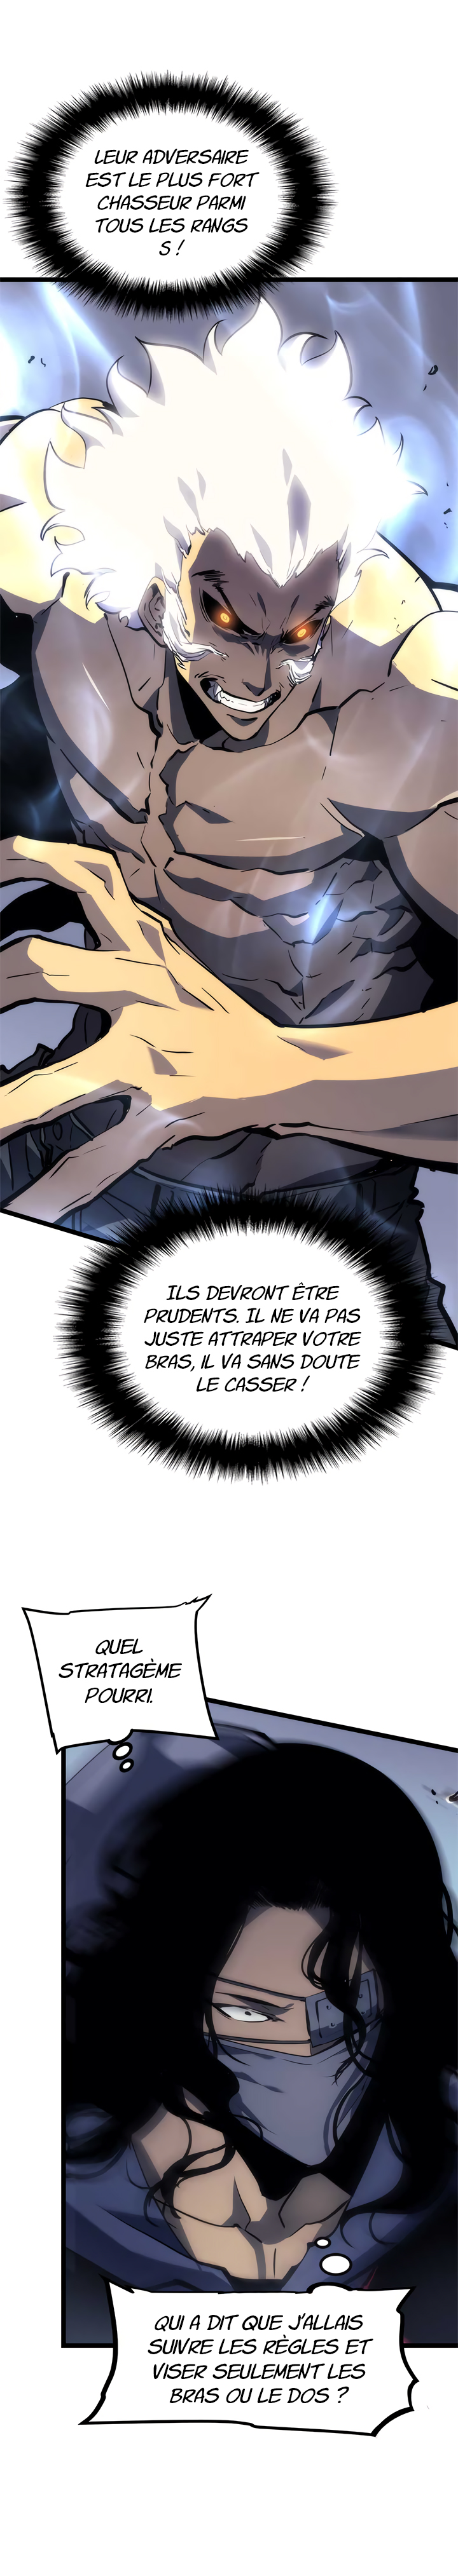 LEUR ADVERSAIRE
EST LE PLUS FORT
CHASSEUR PARMI
TOUS LES RANGS
S !
ILS DEVRONT ÊTRE
PRUDENTS. IL NE VA PAS
JUSTE ATTRAPER VOTRE
BRAS, IL VA SANS DOUTE
LE CASSER !
QUEL
STRATAGÈME
POURRI.
QUI A DIT QUE J'ALLAIS
SUIVRE LES RÈGLES ET
VISER SEULEMENT LES
BRAS OU LE DOS ?